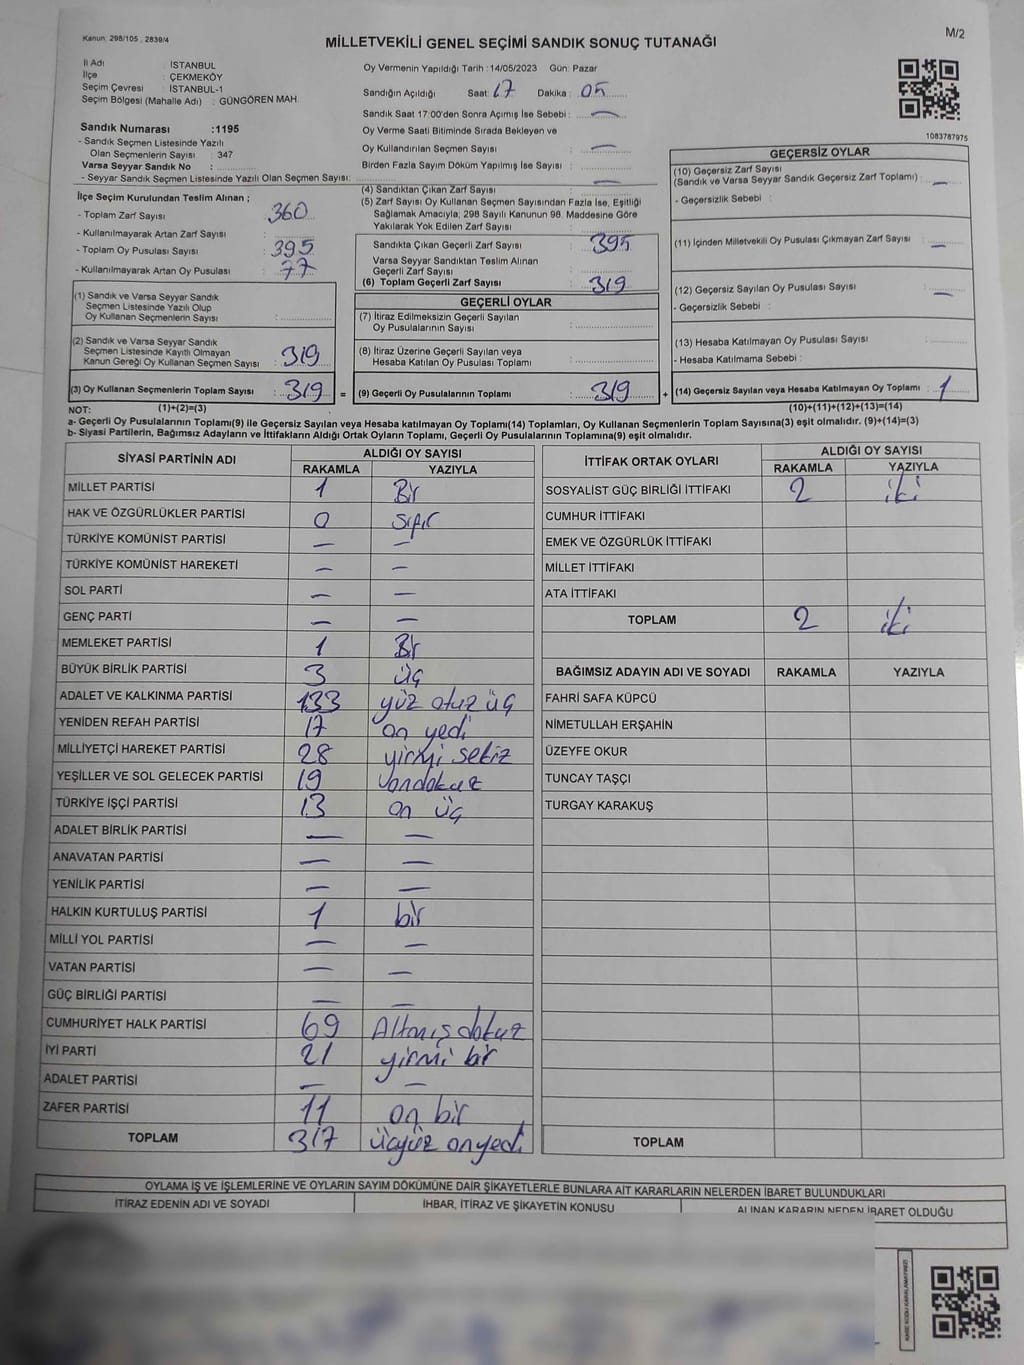 Kanun: 298/105 , 2839/4
M/2
MİLLETVEKİLİ GENEL SEÇİMİ SANDIK SONUÇ TUTANAĞI
İl Adı : İSTANBUL
İlçe : ÇEKMEKÖY
Seçim Çevresi : İSTANBUL-1
Seçim Bölgesi (Mahalle Adı) : GÜNGÖREN MAH
Oy Vermenin Yapıldığı Tarih : 14/05/2023 Gün: Pazar
Sandığın Açıldığı Saat: 17 Dakika : 05
Sandık Saat 17:00'den Sonra Açımış İse Sebebi : —
Oy Verme Saati Bitiminde Sırada Bekleyen ve
Oy Kullandırılan Seçmen Sayısı : —
Birden Fazla Sayım Döküm Yapılmış İse Sayısı :
1083787975
Sandık Numarası : 1195
- Sandık Seçmen Listesinde Yazılı
Olan Seçmenlerin Sayısı : 347
Varsa Seyyar Sandık No :
- Seyyar Sandık Seçmen Listesinde Yazılı Olan Seçmen Sayısı:
İlçe Seçim Kurulundan Teslim Alınan ;
- Toplam Zarf Sayısı : 360
- Kullanılmayarak Artan Zarf Sayısı :
- Toplam Oy Pusulası Sayısı : 395
- Kullanılmayarak Artan Oy Pusulası : 77
(1) Sandık ve Varsa Seyyar Sandık
Seçmen Listesinde Yazılı Olup
Oy Kullanan Seçmenlerin Sayısı :
(2) Sandık ve Varsa Seyyar Sandık
Seçmen Listesinde Kayıtlı Olmayan
Kanun Gereği Oy Kullanan Seçmen Sayısı : 319
(3) Oy Kullanan Seçmenlerin Toplam Sayısı : 319 =
(4) Sandıktan Çıkan Zarf Sayısı : —
(5) Zarf Sayısı Oy Kullanan Seçmen Sayısından Fazla İse, Eşitliği
Sağlamak Amacıyla; 298 Sayılı Kanunun 98. Maddesine Göre
Yakılarak Yok Edilen Zarf Sayısı :
Sandıkta Çıkan Geçerli Zarf Sayısı : 395
Varsa Seyyar Sandıktan Teslim Alınan
Geçerli Zarf Sayısı :
(6) Toplam Geçerli Zarf Sayısı : 319
GEÇERLİ OYLAR
(7) İtiraz Edilmeksizin Geçerli Sayılan
Oy Pusulalarının Sayısı :
(8) İtiraz Üzerine Geçerli Sayılan veya
Hesaba Katılan Oy Pusulası Toplamı :
(9) Geçerli Oy Pusulalarının Toplamı : 319 +
GEÇERSİZ OYLAR
(10) Geçersiz Zarf Sayısı
(Sandık ve Varsa Seyyar Sandık Geçersiz Zarf Toplamı) : —
- Geçersizlik Sebebi :
(11) İçinden Milletvekili Oy Pusulası Çıkmayan Zarf Sayısı : —
(12) Geçersiz Sayılan Oy Pusulası Sayısı : —
- Geçersizlik Sebebi :
(13) Hesaba Katılmayan Oy Pusulası Sayısı :
- Hesaba Katılmama Sebebi :
(14) Geçersiz Sayılan veya Hesaba Katılmayan Oy Toplamı : 1
NOT: (1)+(2)=(3) (10)+(11)+(12)+(13)=(14)
a- Geçerli Oy Pusulalarının Toplamı(9) ile Geçersiz Sayılan veya Hesaba katılmayan Oy Toplamı(14) Toplamları, Oy Kullanan Seçmenlerin Toplam Sayısına(3) eşit olmalıdır. (9)+(14)=(3)
b- Siyasi Partilerin, Bağımsız Adayların ve İttifakların Aldığı Ortak Oyların Toplamı, Geçerli Oy Pusulalarının Toplamına(9) eşit olmalıdır.
SİYASİ PARTİNİN ADI ALDIĞI OY SAYISI
RAKAMLA YAZIYLA
MİLLET PARTİSİ 1 Bir
HAK VE ÖZGÜRLÜKLER PARTİSİ 0 sıfır
TÜRKİYE KOMÜNİST PARTİSİ — —
TÜRKİYE KOMÜNİST HAREKETİ — —
SOL PARTİ — —
GENÇ PARTİ — —
MEMLEKET PARTİSİ 1 Bir
BÜYÜK BİRLİK PARTİSİ 3 üç
ADALET VE KALKINMA PARTİSİ 133 yüz otuz üç
YENİDEN REFAH PARTİSİ 17 on yedi
MİLLİYETÇİ HAREKET PARTİSİ 28 yirmi sekiz
YEŞİLLER VE SOL GELECEK PARTİSİ 19 ondokuz
TÜRKİYE İŞÇİ PARTİSİ 13 on üç
ADALET BİRLİK PARTİSİ — —
ANAVATAN PARTİSİ — —
YENİLİK PARTİSİ — —
HALKIN KURTULUŞ PARTİSİ 1 bir
MİLLİ YOL PARTİSİ — —
VATAN PARTİSİ — —
GÜÇ BİRLİĞİ PARTİSİ — —
CUMHURİYET HALK PARTİSİ 69 Altmış dokuz
İYİ PARTİ 21 yirmi bir
ADALET PARTİSİ — —
ZAFER PARTİSİ 11 on bir
TOPLAM 317 üçyüz onyedi
İTTİFAK ORTAK OYLARI ALDIĞI OY SAYISI
RAKAMLA YAZIYLA
SOSYALİST GÜÇ BİRLİĞİ İTTİFAKI 2 iki
CUMHUR İTTİFAKI
EMEK VE ÖZGÜRLÜK İTTİFAKI
MİLLET İTTİFAKI
ATA İTTİFAKI
TOPLAM 2 iki
BAĞIMSIZ ADAYIN ADI VE SOYADI RAKAMLA YAZIYLA
FAHRİ SAFA KÜPCÜ
NİMETULLAH ERŞAHİN
ÜZEYFE OKUR
TUNCAY TAŞÇI
TURGAY KARAKUŞ
TOPLAM
OYLAMA İŞ VE İŞLEMLERİNE VE OYLARIN SAYIM DÖKÜMÜNE DAİR ŞİKAYETLERLE BUNLARA AİT KARARLARIN NELERDEN İBARET BULUNDUKLARI
İTİRAZ EDENİN ADI VE SOYADI İHBAR, İTİRAZ VE ŞİKAYETİN KONUSU ALINAN KARARIN NEDEN İBARET OLDUĞU
KARE KODU KARALAMAYINIZ!